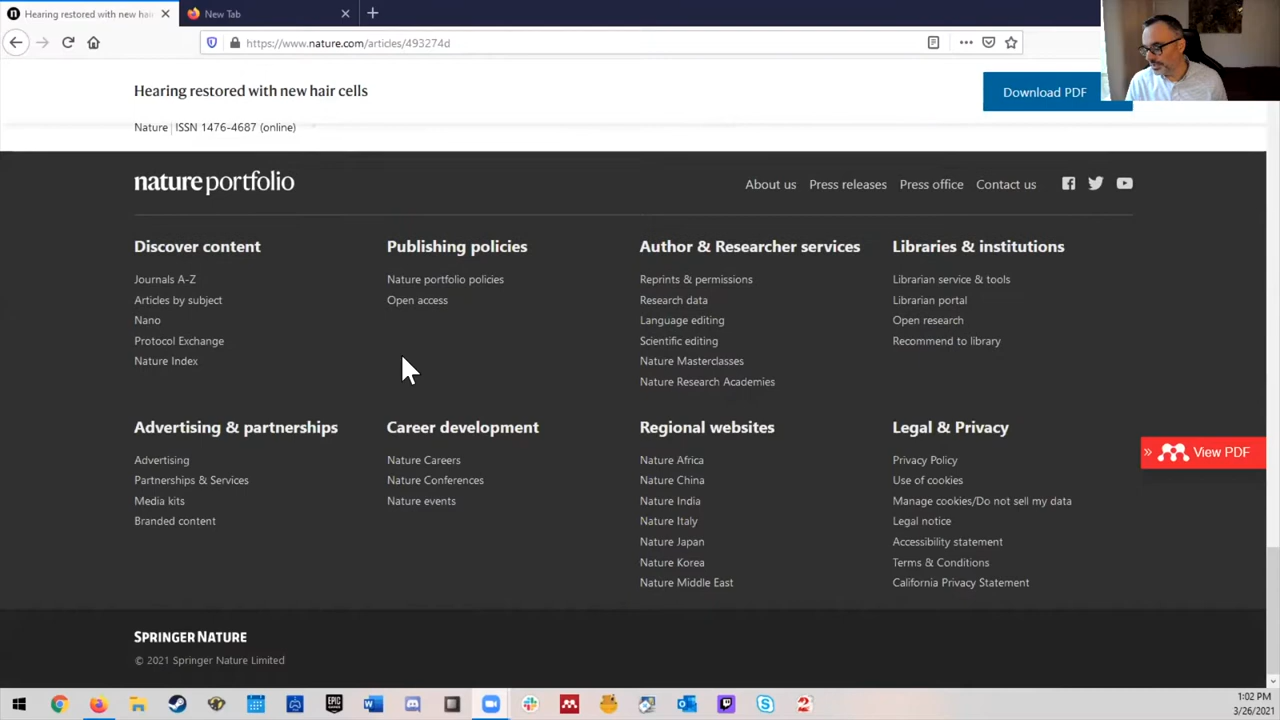 Hearing restored with new hair
New Tab
https://www.nature.com/articles/493274d
Hearing restored with new hair cells
Download PDF
Nature | ISSN 1476-4687 (online)
nature portfolio
About us Press releases Press office Contact us
Discover content
Journals A-Z
Articles by subject
Nano
Protocol Exchange
Nature Index
Publishing policies
Nature portfolio policies
Open access
Author & Researcher services
Reprints & permissions
Research data
Language editing
Scientific editing
Nature Masterclasses
Nature Research Academies
Libraries & institutions
Librarian service & tools
Librarian portal
Open research
Recommend to library
Advertising & partnerships
Advertising
Partnerships & Services
Media kits
Branded content
Career development
Nature Careers
Nature Conferences
Nature events
Regional websites
Nature Africa
Nature China
Nature India
Nature Italy
Nature Japan
Nature Korea
Nature Middle East
Legal & Privacy
Privacy Policy
Use of cookies
Manage cookies/Do not sell my data
Legal notice
Accessibility statement
Terms & Conditions
California Privacy Statement
» View PDF
SPRINGER NATURE
© 2021 Springer Nature Limited
1:02 PM
3/26/2021